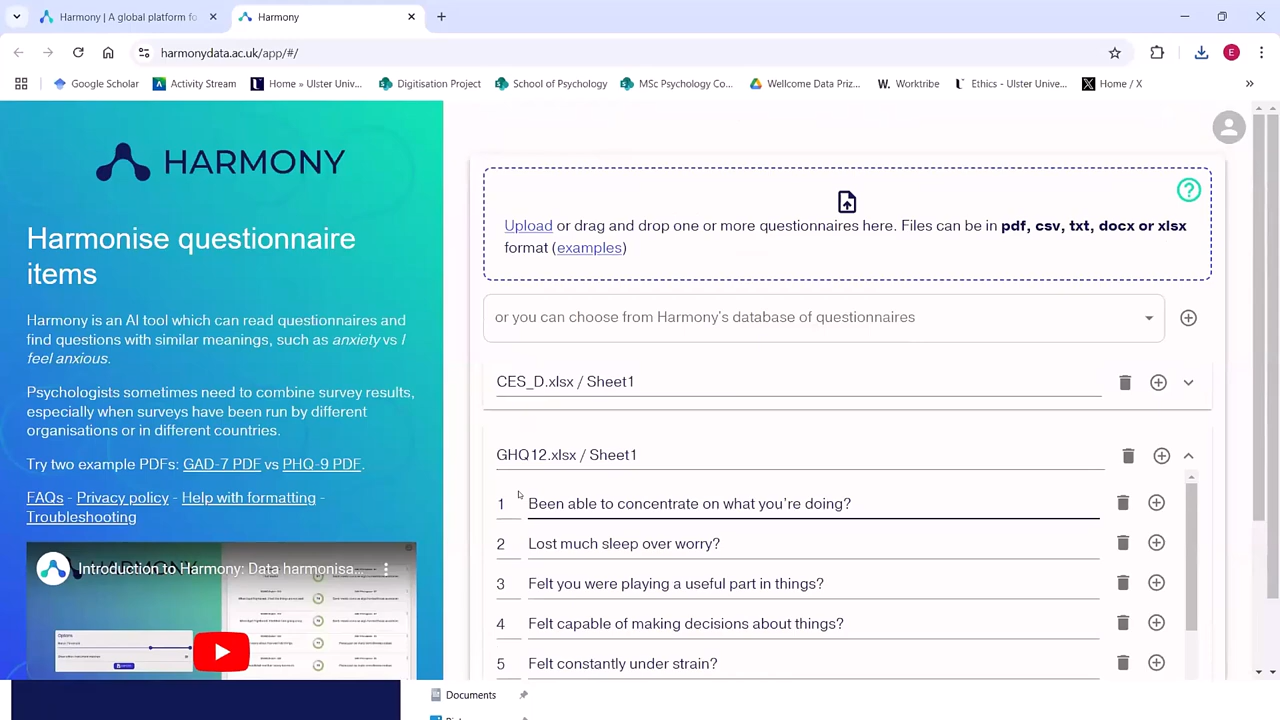 Harmony | A global platform fo
Harmony
harmonydata.ac.uk/app/#/
E
Google Scholar
Activity Stream
Home » Ulster Univ...
Digitisation Project
School of Psychology
MSc Psychology Co...
Wellcome Data Priz...
Worktribe
Ethics - Ulster Unive...
Home / X
HARMONY
Harmonise questionnaire
items
Harmony is an AI tool which can read questionnaires and
find questions with similar meanings, such as anxiety vs I
feel anxious.
Psychologists sometimes need to combine survey results,
especially when surveys have been run by different
organisations or in different countries.
Try two example PDFs: GAD-7 PDF vs PHQ-9 PDF.
FAQs - Privacy policy - Help with formatting -
Troubleshooting
Introduction to Harmony: Data harmonisa...
Upload or drag and drop one or more questionnaires here. Files can be in pdf, csv, txt, docx or xlsx
format (examples)
or you can choose from Harmony's database of questionnaires
CES_D.xlsx / Sheet1
GHQ12.xlsx / Sheet1
1 Been able to concentrate on what you're doing?
2 Lost much sleep over worry?
3 Felt you were playing a useful part in things?
4 Felt capable of making decisions about things?
5 Felt constantly under strain?
Documents